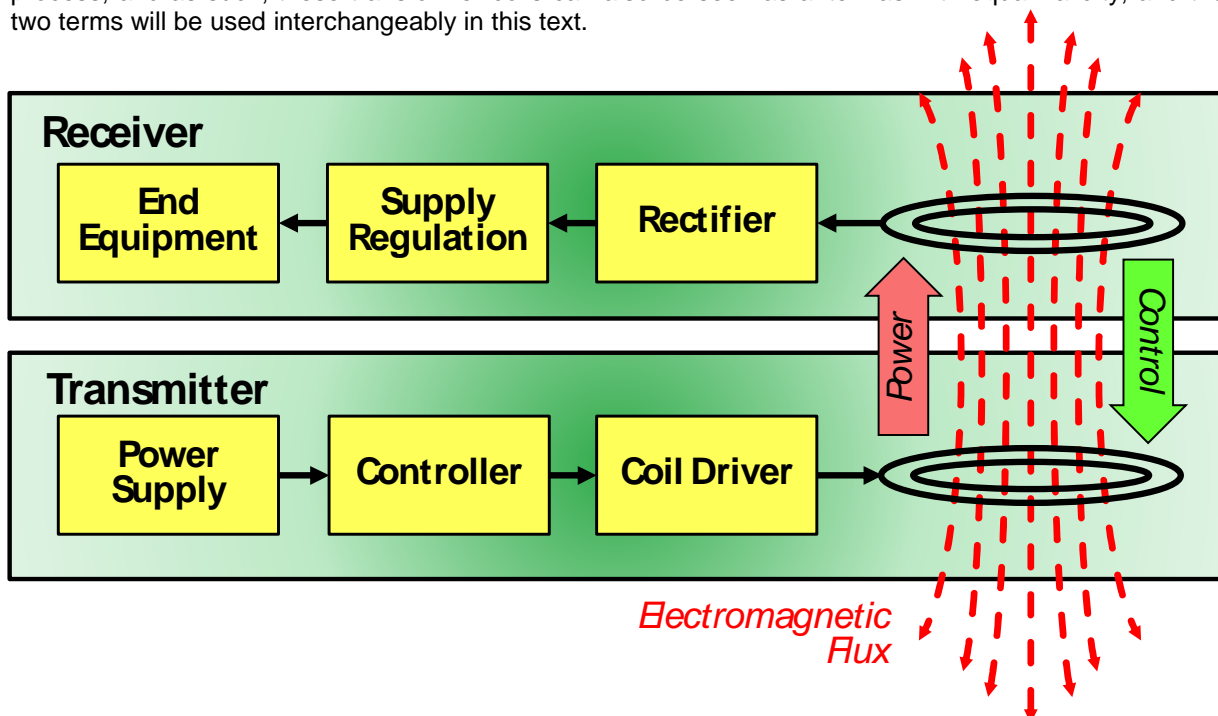 two terms will be used interchangeably in this text.
Receiver
End
Equipment
Supply
Regulation
Rectifier
Power
Control
Transmitter
Power
Supply
Controller
Coil Driver
Electromagnetic
Flux